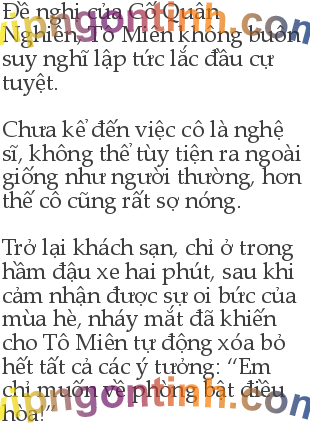 Đề nghị của Cố Quân
Nghiên, Tô Miên không buồn
suy nghĩ lập tức lắc đầu cự
tuyệt.
Chưa kể đến việc cô là nghệ
sĩ, không thể tùy tiện ra ngoài
giống như người thường, hơn
thế cô cũng rất sợ nóng.
Trở lại khách sạn, chỉ ở trong
hầm đậu xe hai phút, sau khi
cảm nhận được sự oi bức của
mùa hè, nháy mắt đã khiến
cho Tô Miên tự động xóa bỏ
hết tất cả các ý tưởng: “Em
chỉ muốn về phòng bật điều
hòa!”